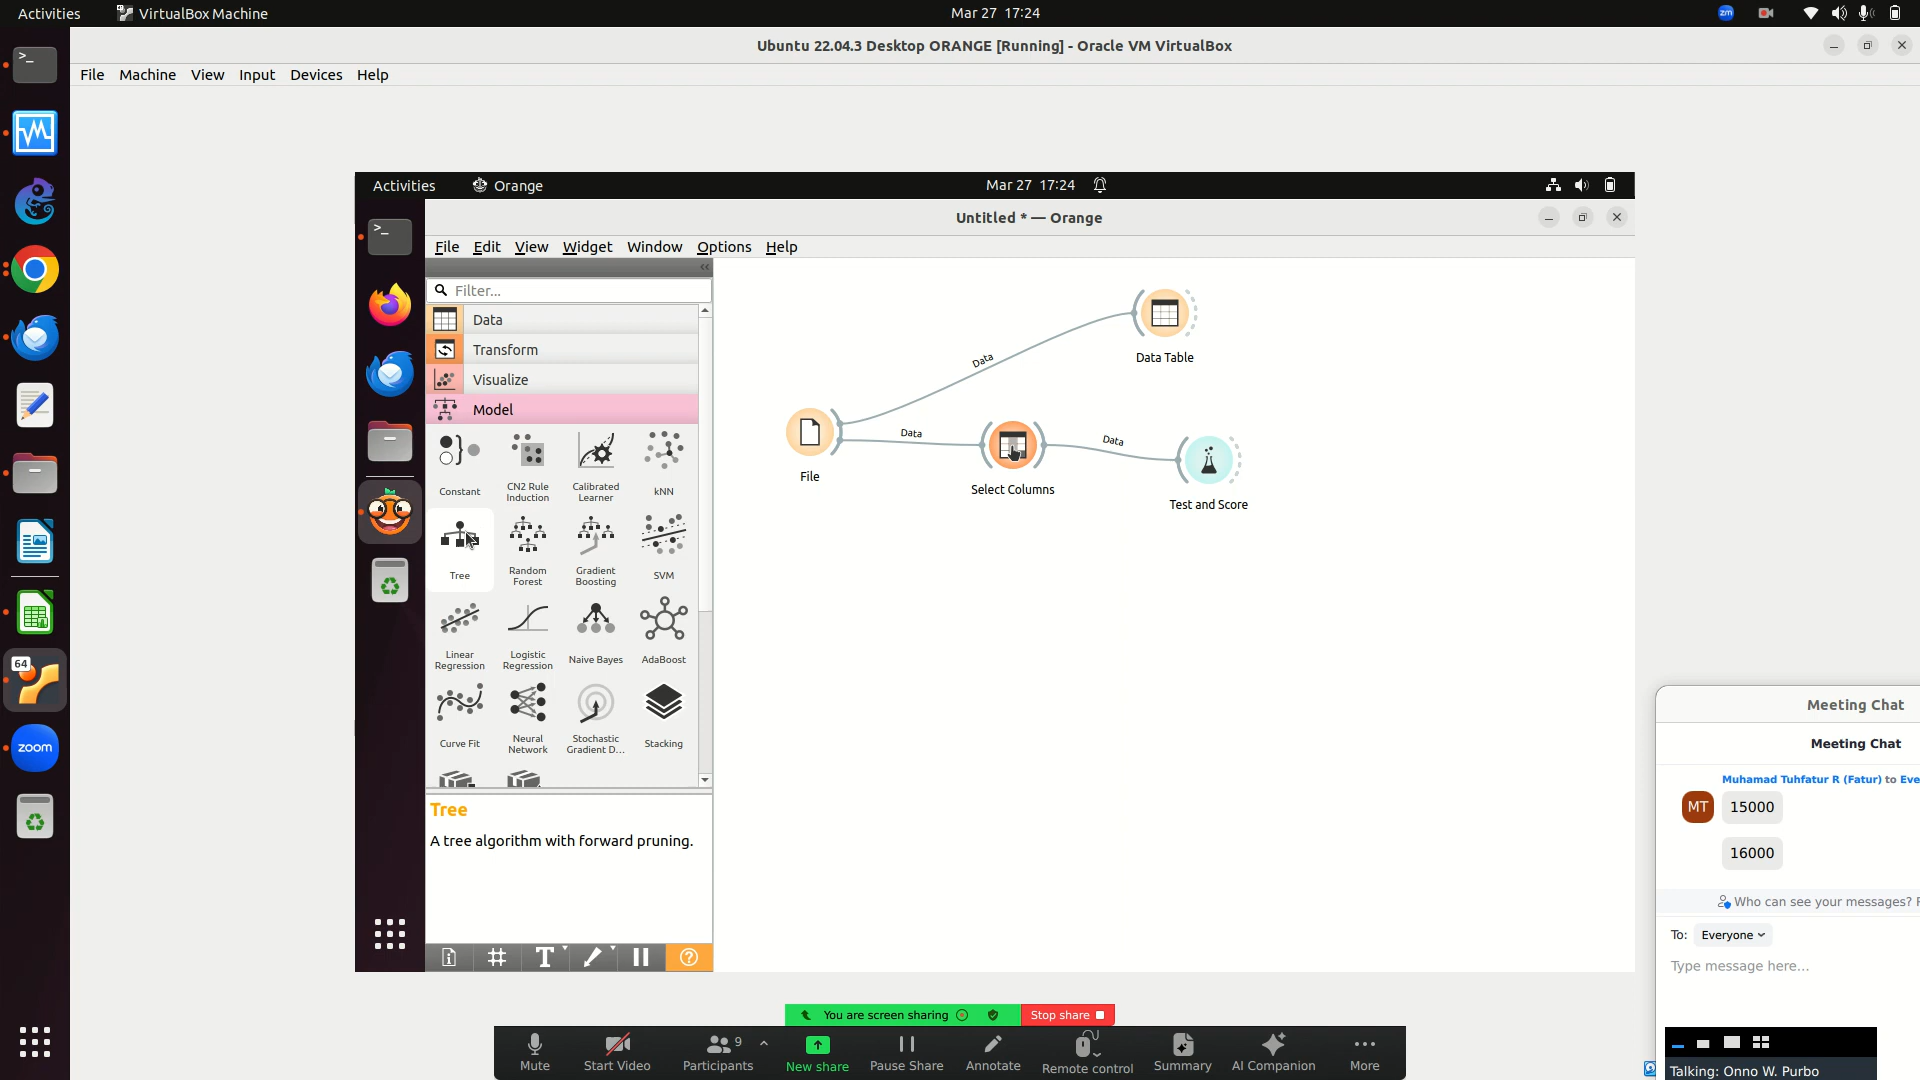 Activities
VirtualBox Machine
Mar 27 17:24
zm
Ubuntu 22.04.3 Desktop ORANGE [Running] - Oracle VM VirtualBox
File Machine View Input Devices Help
Activities
Orange
Mar 27 17:24
Untitled * — Orange
File Edit View Widget Window Options Help
Filter...
Data
Transform
Visualize
Model
Constant
CN2 Rule
Induction
Calibrated
Learner
kNN
Tree
Random
Forest
Gradient
Boosting
SVM
Linear
Regression
Logistic
Regression
Naive Bayes
AdaBoost
Curve Fit
Neural
Network
Stochastic
Gradient D...
Stacking
Tree
A tree algorithm with forward pruning.
Data
Data Table
File
Data
Select Columns
Data
Test and Score
64
zoom
Meeting Chat
Meeting Chat
Muhamad Tuhfatur R (Fatur) to Eve
MT
15000
16000
Who can see your messages?
To: Everyone
Type message here...
You are screen sharing
Stop share
Mute
Start Video
Participants
9
New share
Pause Share
Annotate
Remote control
Summary
AI Companion
More
Talking: Onno W. Purbo